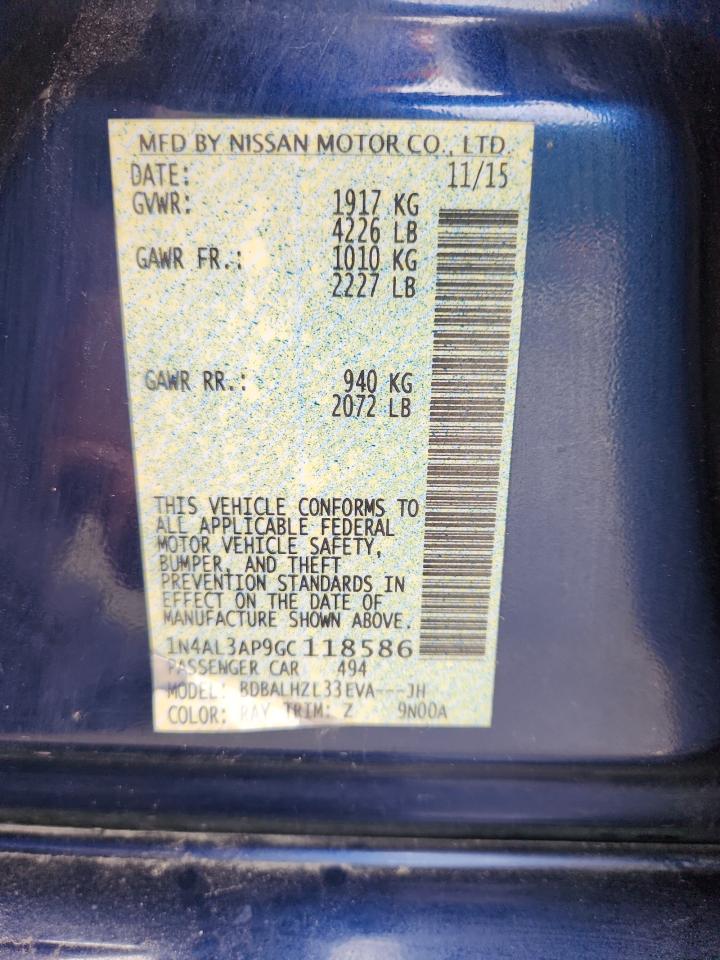 MFD BY NISSAN MOTOR CO., LTD.
DATE: 11/15
GVWR: 1917 KG
4226 LB
GAWR FR.: 1010 KG
2227 LB
GAWR RR.: 940 KG
2072 LB
THIS VEHICLE CONFORMS TO
ALL APPLICABLE FEDERAL
MOTOR VEHICLE SAFETY,
BUMPER, AND THEFT
PREVENTION STANDARDS IN
EFFECT ON THE DATE OF
MANUFACTURE SHOWN ABOVE.
1N4AL3AP9GC118586
PASSENGER CAR 494
MODEL: BDBALHZL33EVA---JH
COLOR: RAY TRIM: Z 9N00A